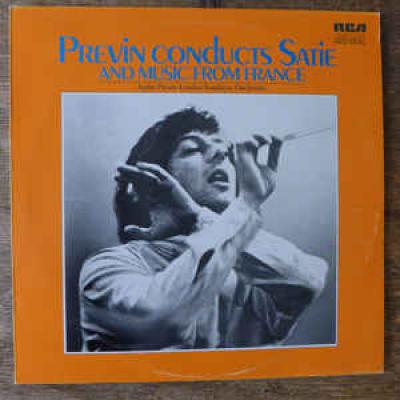 RCA
PREVIN CONDUCTS SATIE
AND MUSIC FROM FRANCE
André Previn London Symphony Orchestra